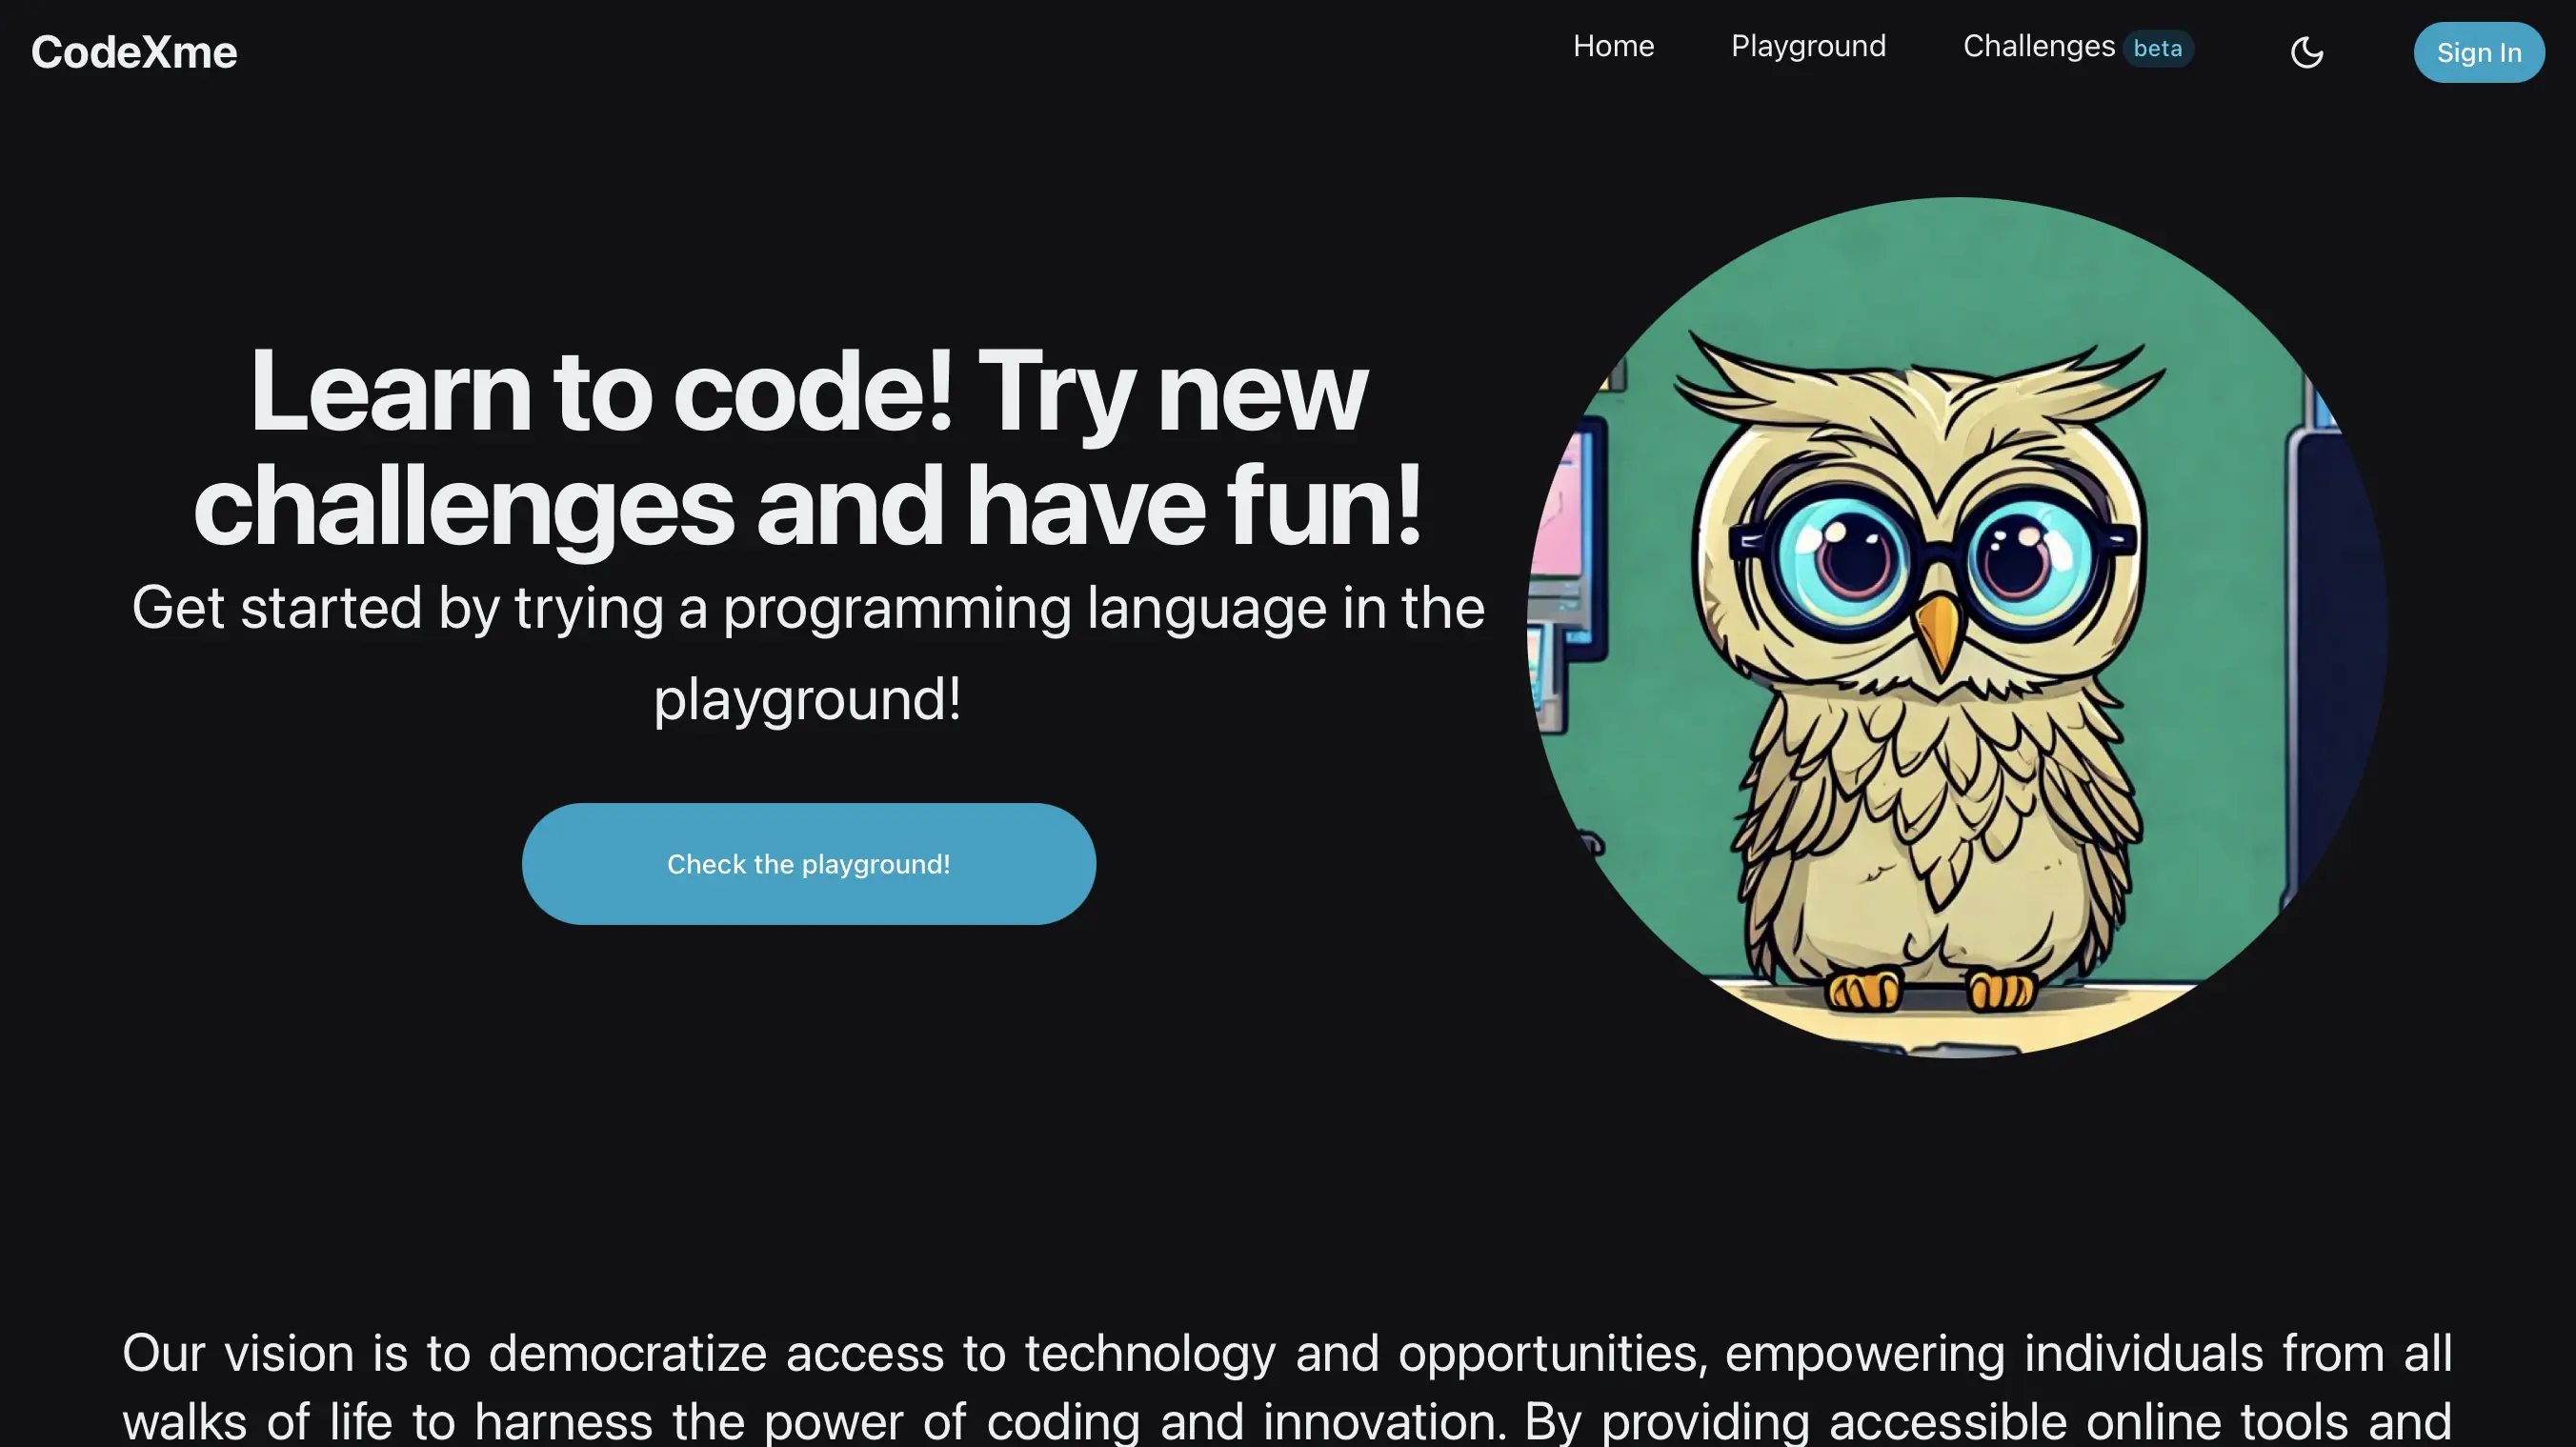 CodeXme
Home
Playground
Challenges beta
Sign In
Learn to code! Try new
challenges and have fun!
Get started by trying a programming language in the
playground!
Check the playground!
Our vision is to democratize access to technology and opportunities, empowering individuals from all
walks of life to harness the power of coding and innovation. By providing accessible online tools and